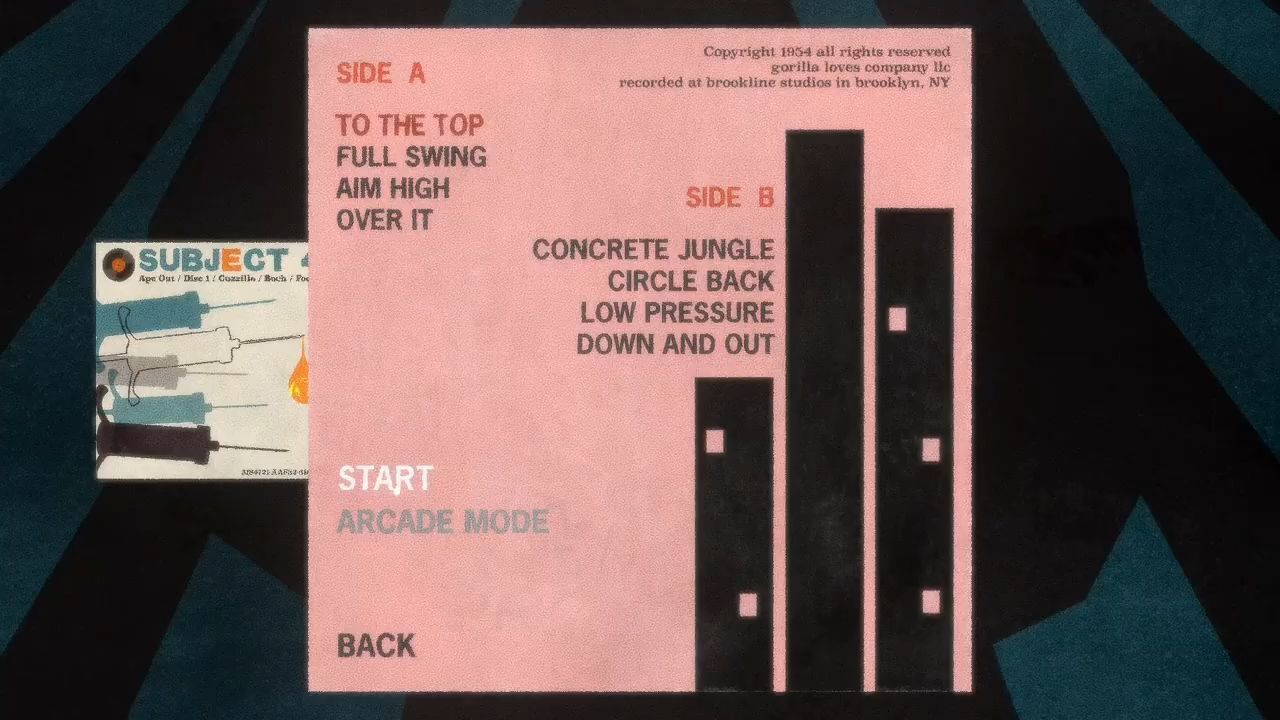 SIDE A
TO THE TOP
FULL SWING
AIM HIGH
OVER IT
Copyright 1954 all rights reserved
gorilla loves company llc
recorded at brookline studios in brooklyn, NY
SIDE B
CONCRETE JUNGLE
CIRCLE BACK
LOW PRESSURE
DOWN AND OUT
SUBJECT
Ape Out / Disc 1 / Cuzzillo / Boch /
START
ARCADE MODE
BACK